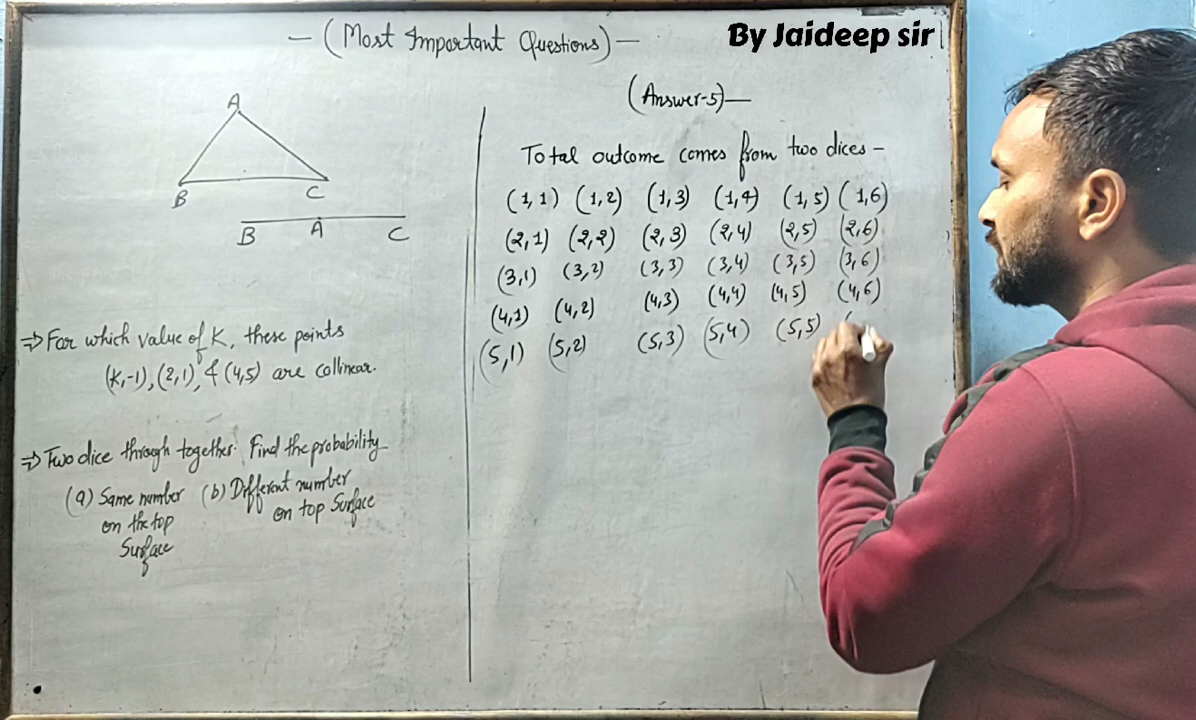 — (Most Important Questions) —
By Jaideep sir
A
B C
B A C
⇒ For which value of K, these points
(K,-1), (2,1), & (4,5) are collinear.
⇒ Two dice through together. Find the probability
(a) Same number
on the top
Surface
(b) Different number
on top Surface
(Answer-5)—
Total outcome comes from two dices –
(1,1) (1,2) (1,3) (1,4) (1,5) (1,6)
(2,1) (2,2) (2,3) (2,4) (2,5) (2,6)
(3,1) (3,2) (3,3) (3,4) (3,5) (3,6)
(4,1) (4,2) (4,3) (4,4) (4,5) (4,6)
(5,1) (5,2) (5,3) (5,4) (5,5) (